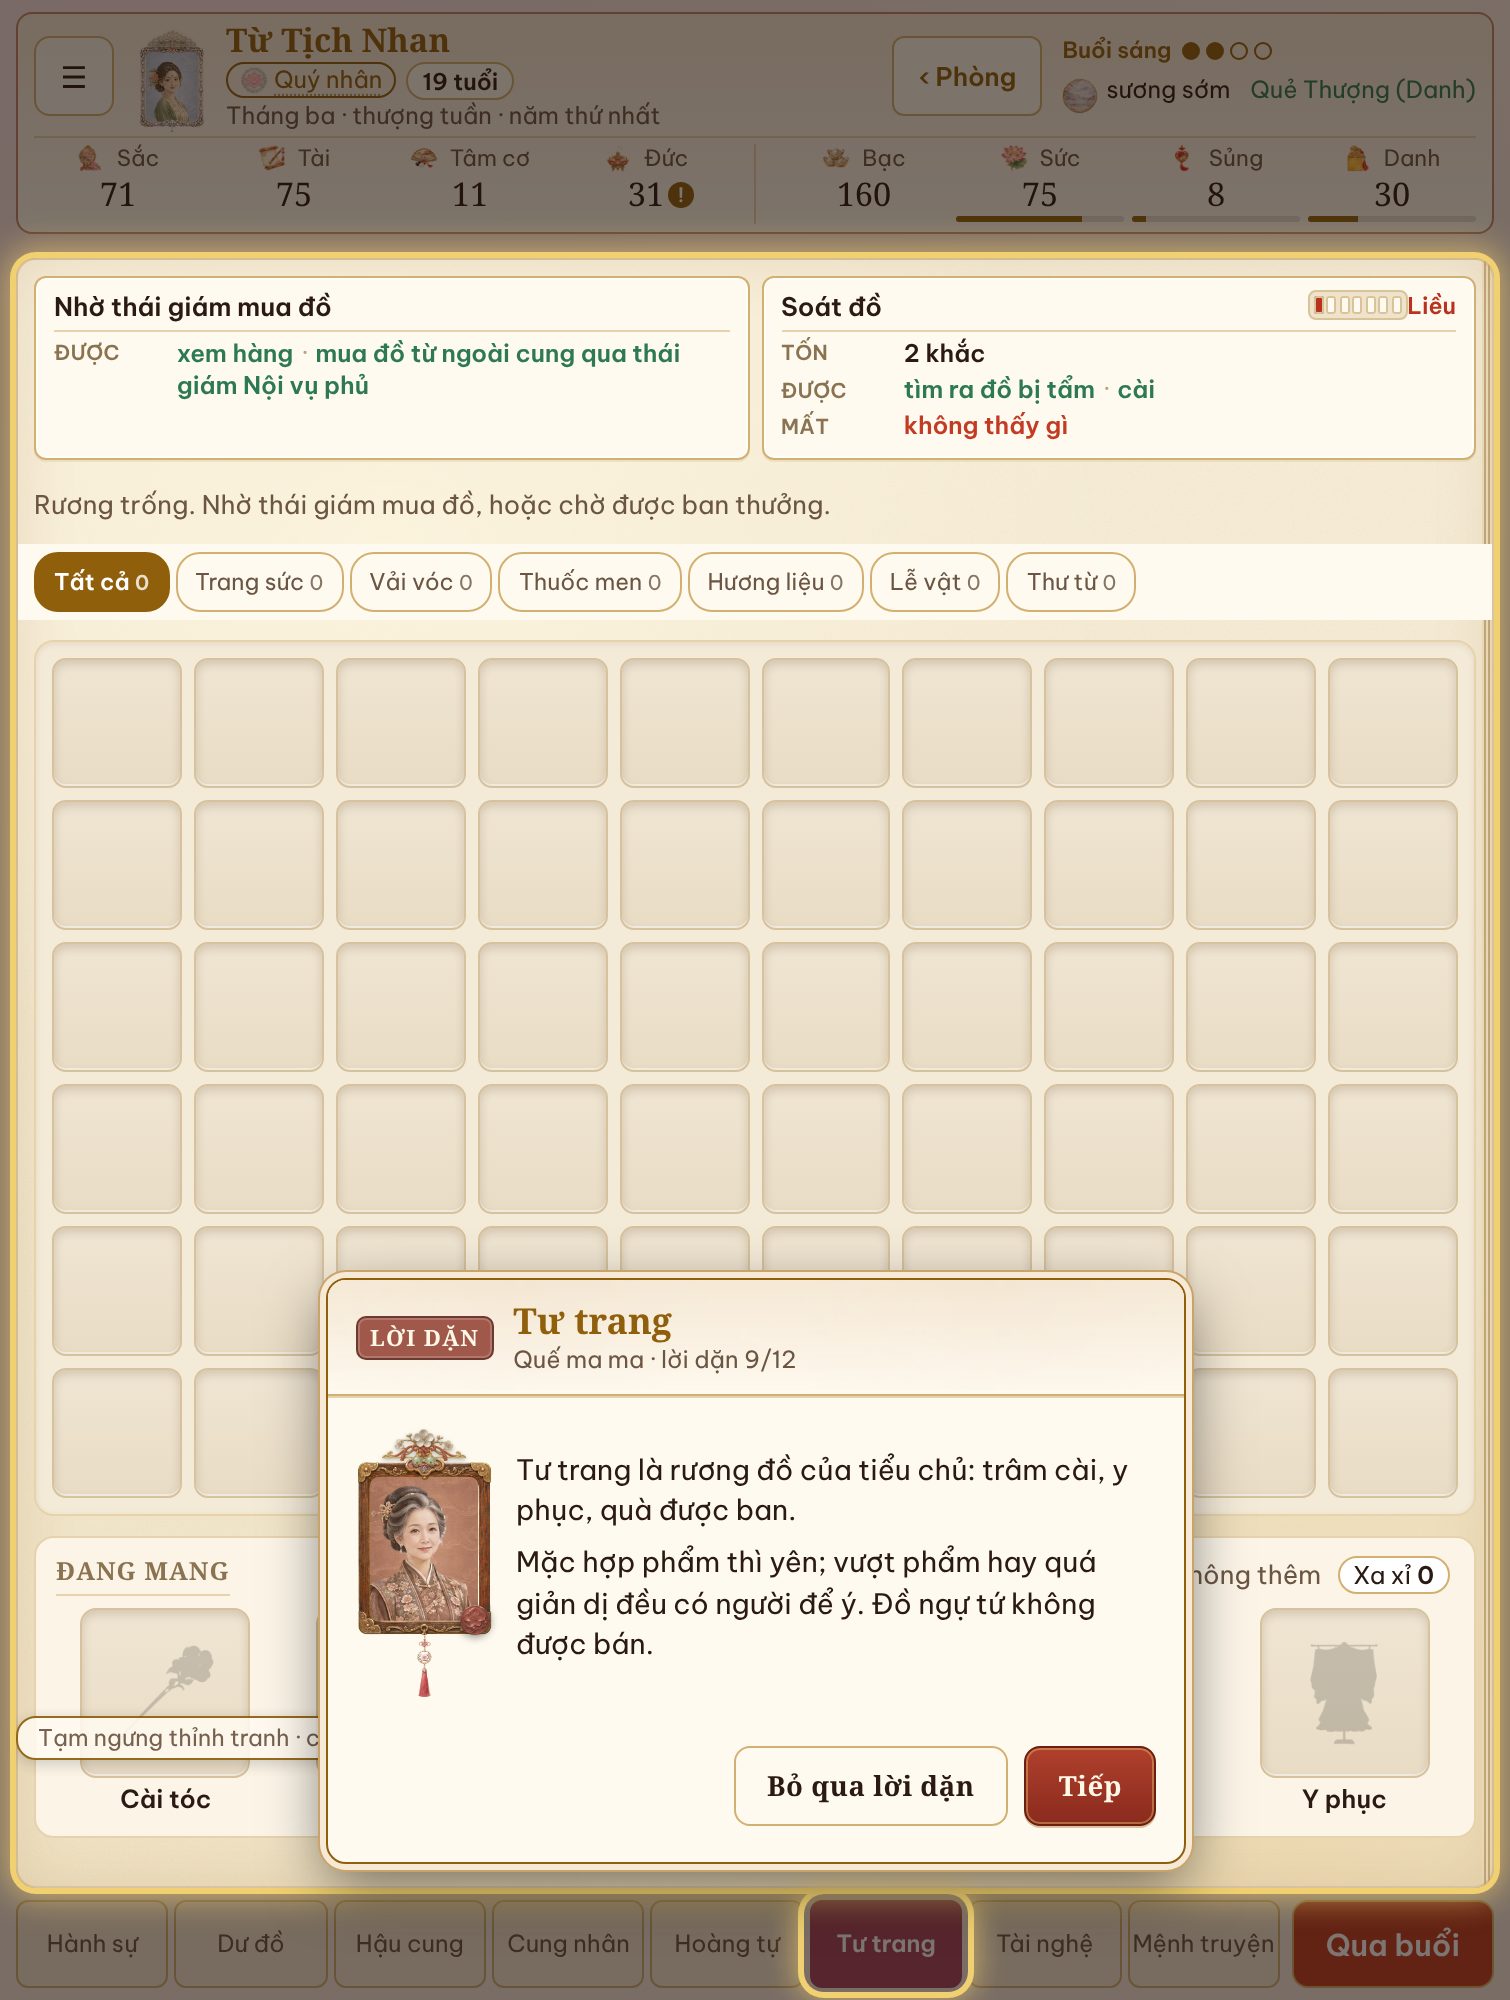 Từ Tịch Nhan
Quý nhân
19 tuổi
Tháng ba · thượng tuần · năm thứ nhất
‹ Phòng
Buổi sáng
sương sớm
Quẻ Thượng (Danh)
Sắc
71
Tài
75
Tâm cơ
11
Đức
31 !
Bạc
160
Sức
75
Sủng
8
Danh
30
Nhờ thái giám mua đồ
ĐƯỢC xem hàng · mua đồ từ ngoài cung qua thái
giám Nội vụ phủ
Soát đồ
Liều
TỐN 2 khắc
ĐƯỢC tìm ra đồ bị tẩm · cài
MẤT không thấy gì
Rương trống. Nhờ thái giám mua đồ, hoặc chờ được ban thưởng.
Tất cả 0
Trang sức 0
Vải vóc 0
Thuốc men 0
Hương liệu 0
Lễ vật 0
Thư từ 0
LỜI DẶN
Tư trang
Quế ma ma · lời dặn 9/12
Tư trang là rương đồ của tiểu chủ: trâm cài, y
phục, quà được ban.
Mặc hợp phẩm thì yên; vượt phẩm hay quá
giản dị đều có người để ý. Đồ ngự tứ không
được bán.
Bỏ qua lời dặn
Tiếp
ĐANG MANG
thêm
Xa xỉ 0
Tạm ngưng thỉnh tranh ·
Cài tóc
Y phục
Hành sự
Dư đồ
Hậu cung
Cung nhân
Hoàng tự
Tư trang
Tài nghệ
Mệnh truyện
Qua buổi